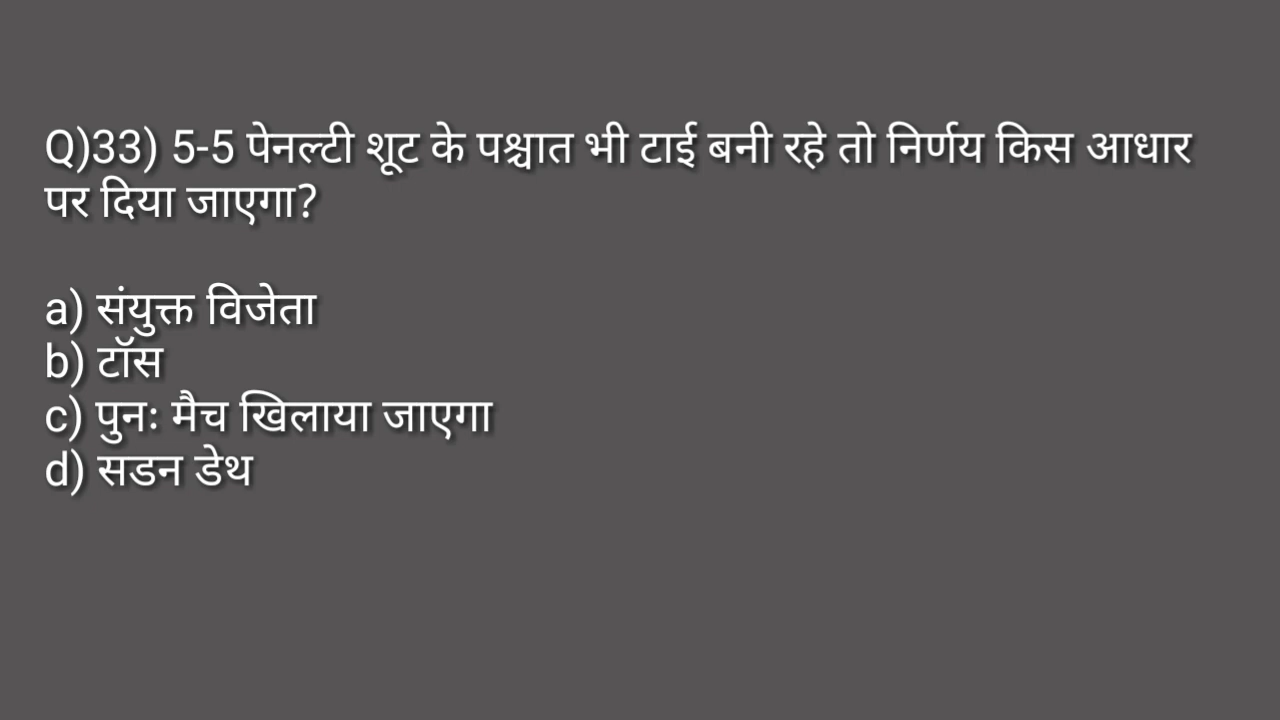 Q)33) 5-5 पेनल्टी शूट के पश्चात भी टाई बनी रहे तो निर्णय किस आधार
पर दिया जाएगा?
a) संयुक्त विजेता
b) टॉस
c) पुनः मैच खिलाया जाएगा
d) सडन डेथ